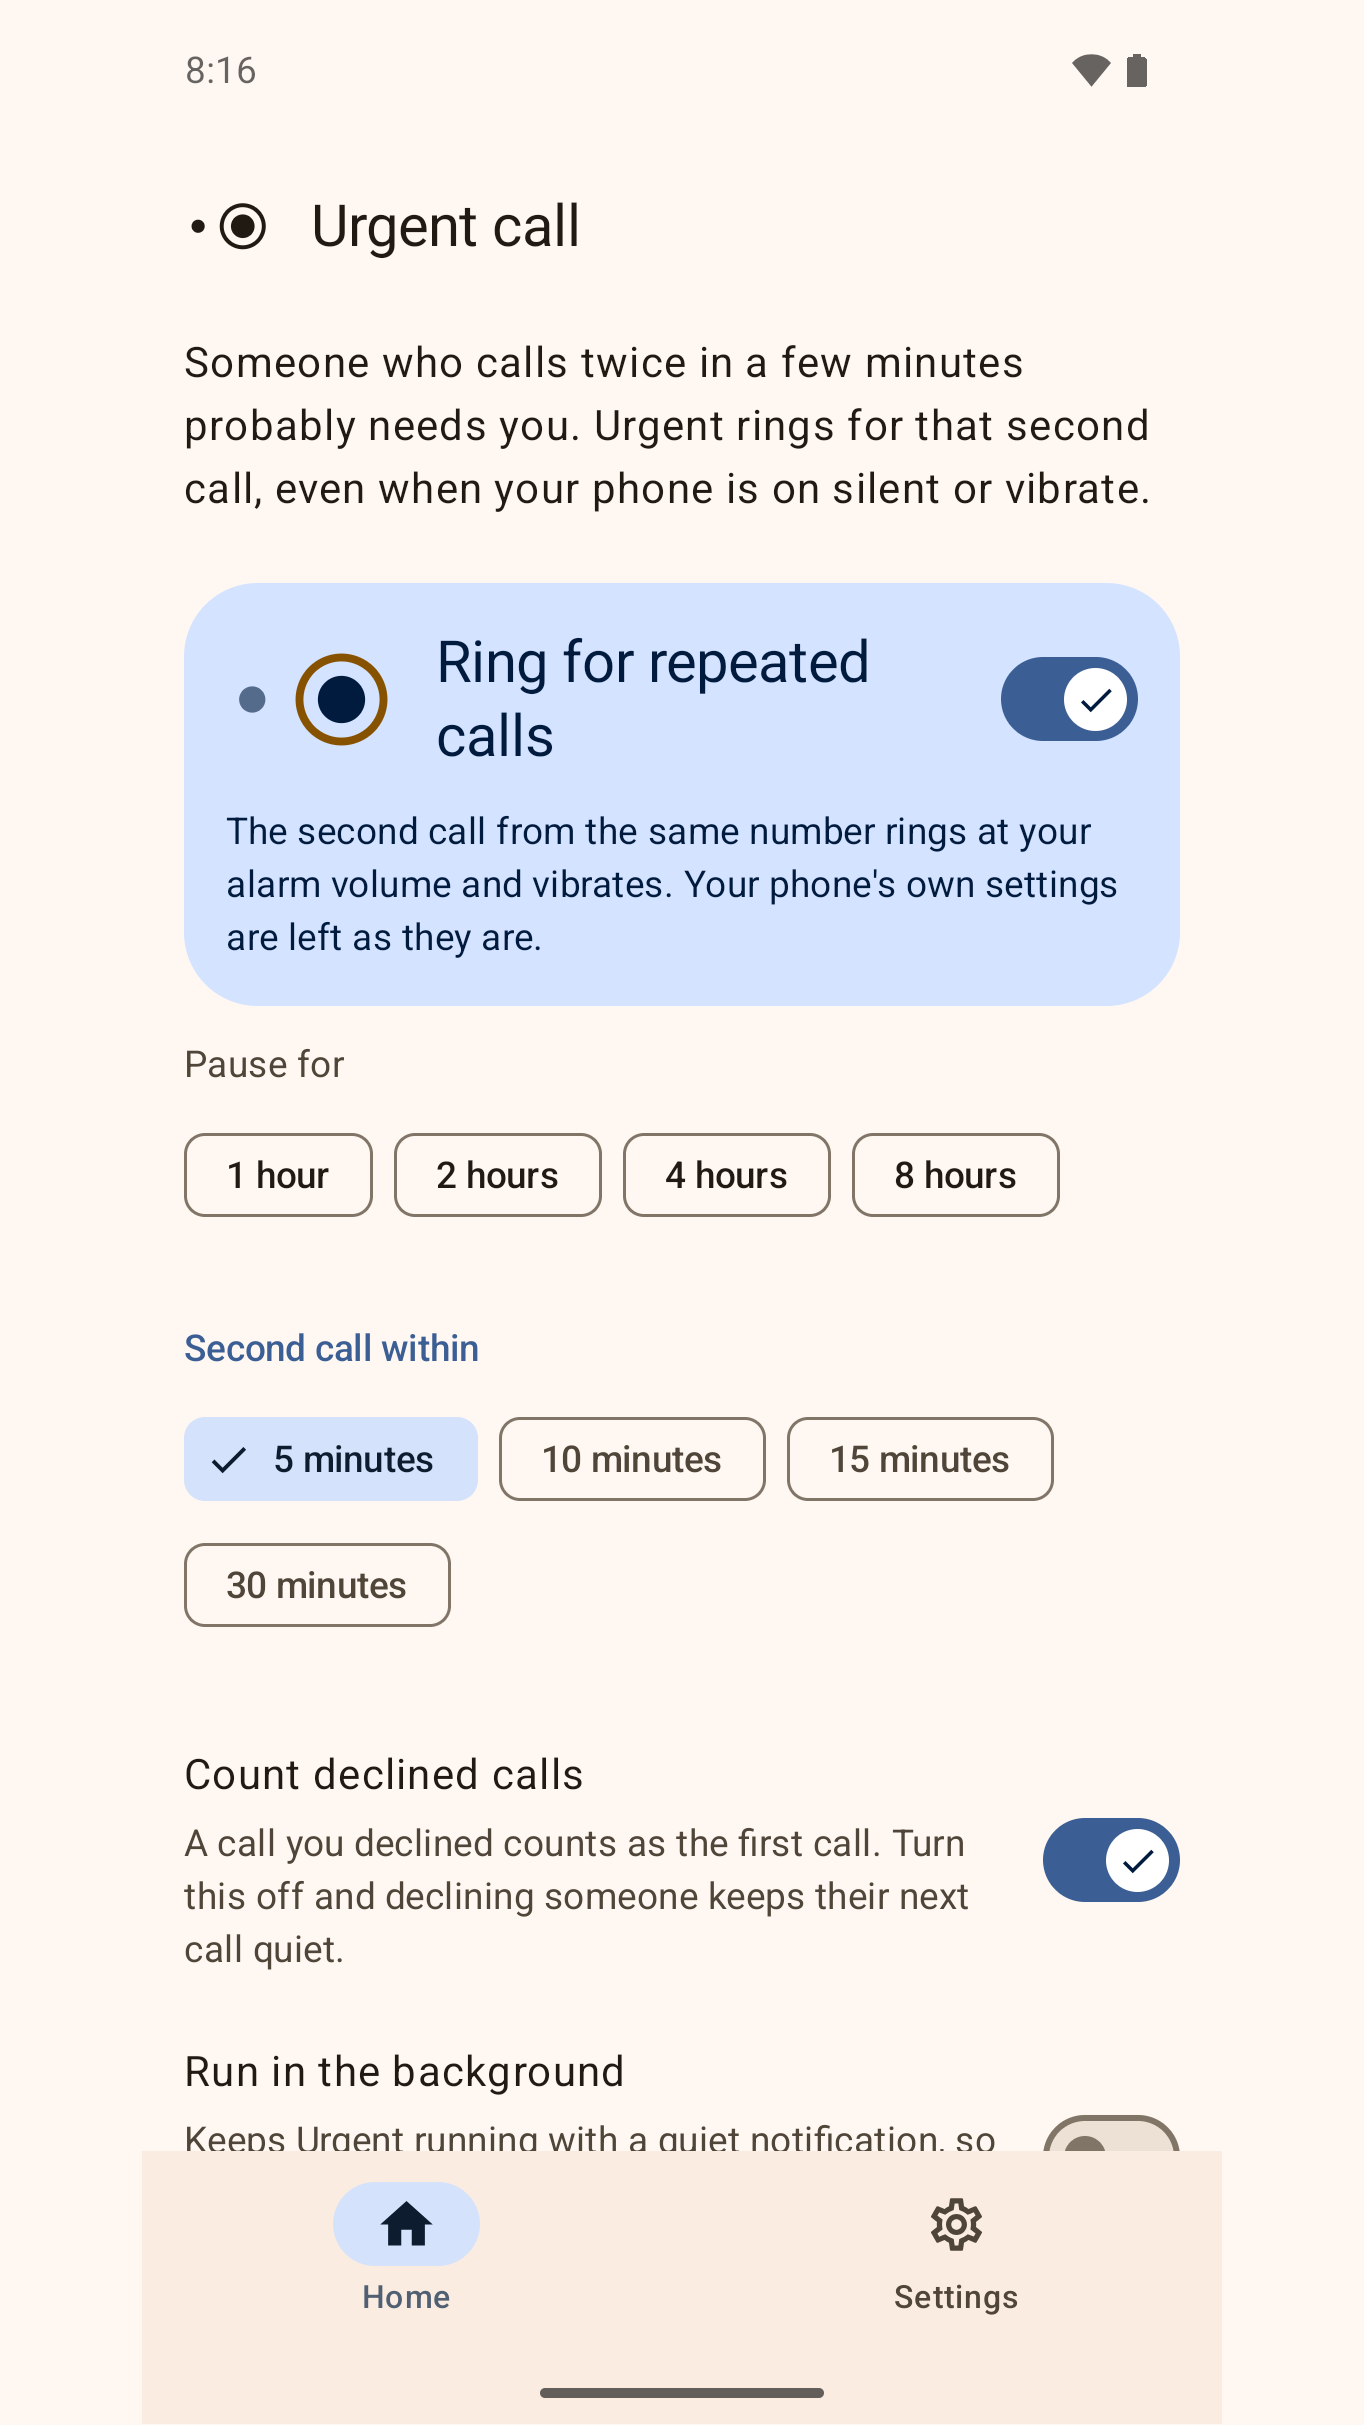 8:16
Urgent call
Someone who calls twice in a few minutes
probably needs you. Urgent rings for that second
call, even when your phone is on silent or vibrate.
Ring for repeated
calls
The second call from the same number rings at your
alarm volume and vibrates. Your phone's own settings
are left as they are.
Pause for
1 hour
2 hours
4 hours
8 hours
Second call within
5 minutes
10 minutes
15 minutes
30 minutes
Count declined calls
A call you declined counts as the first call. Turn
this off and declining someone keeps their next
call quiet.
Run in the background
Keeps Urgent running with a quiet notification, so
Home
Settings